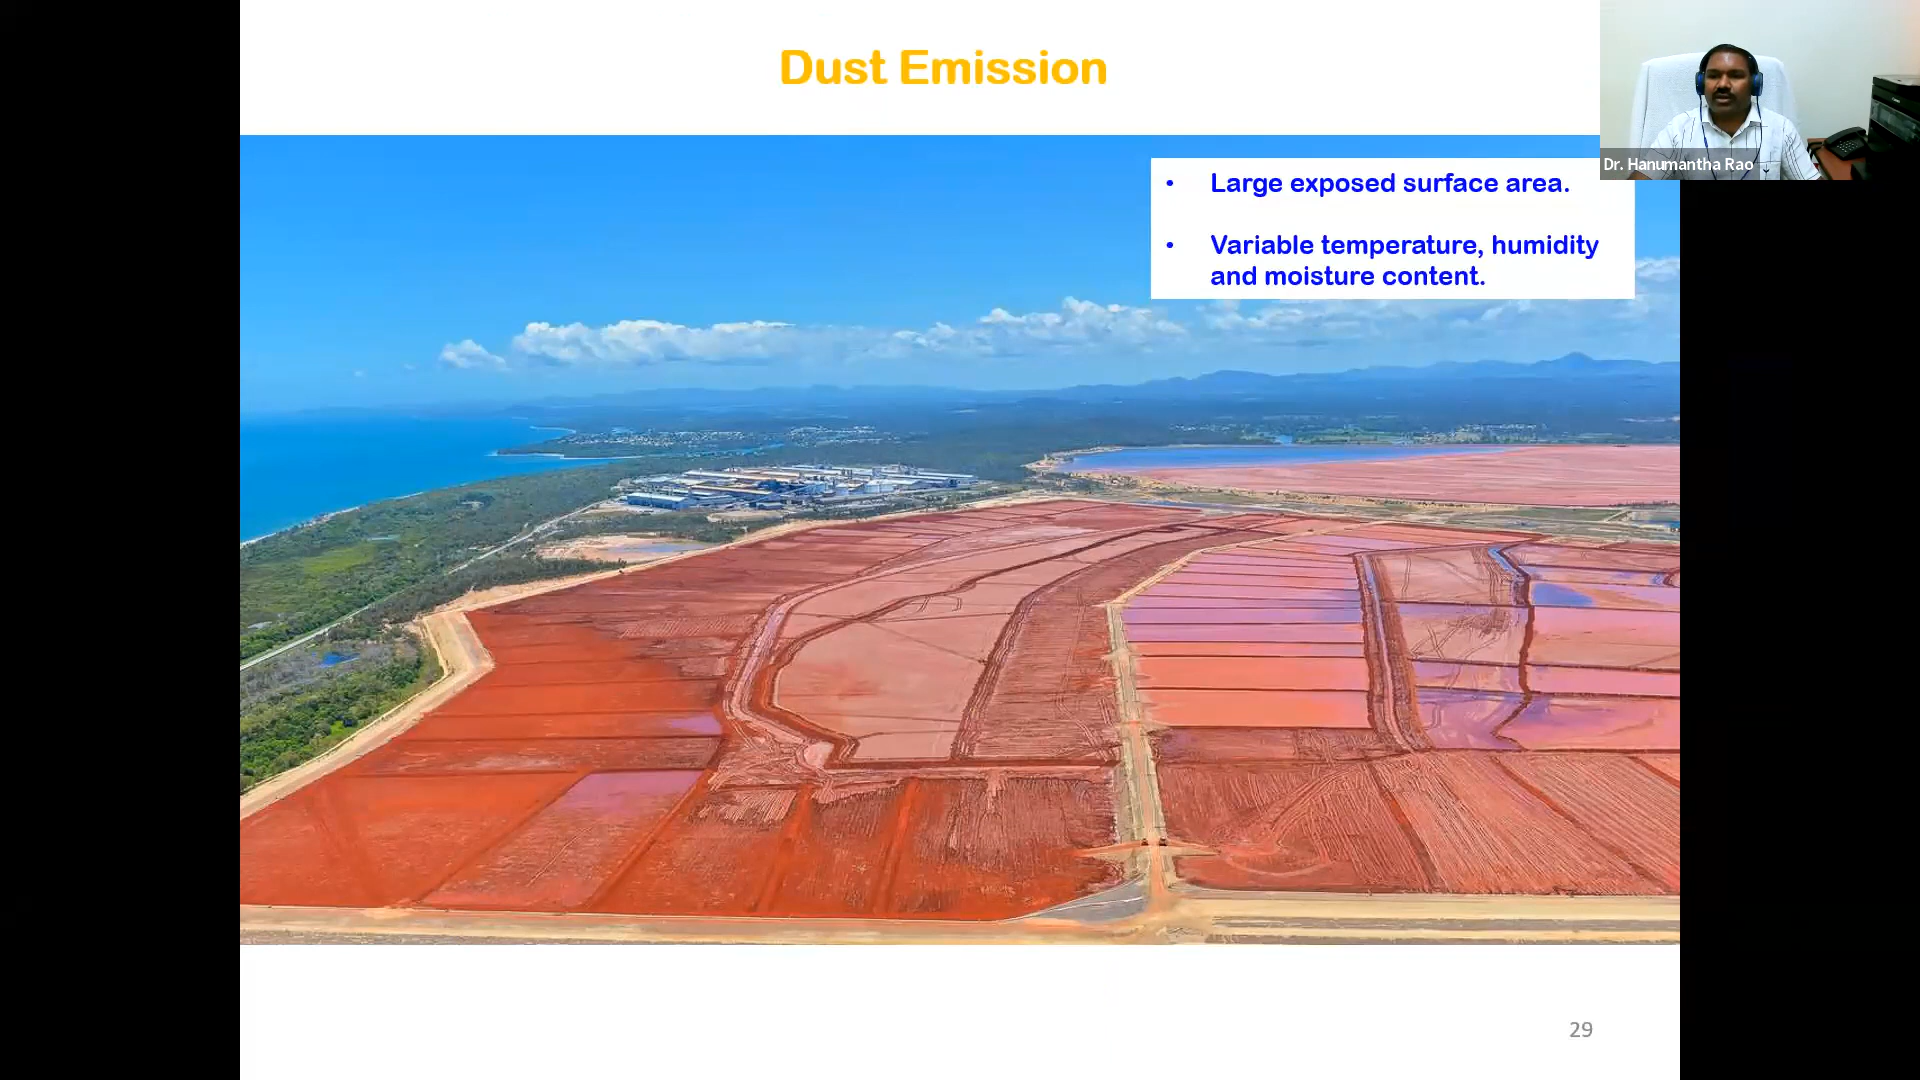 Dust Emission
Dr. Hanumantha Rao
• Large exposed surface area.
• Variable temperature, humidity
and moisture content.
29